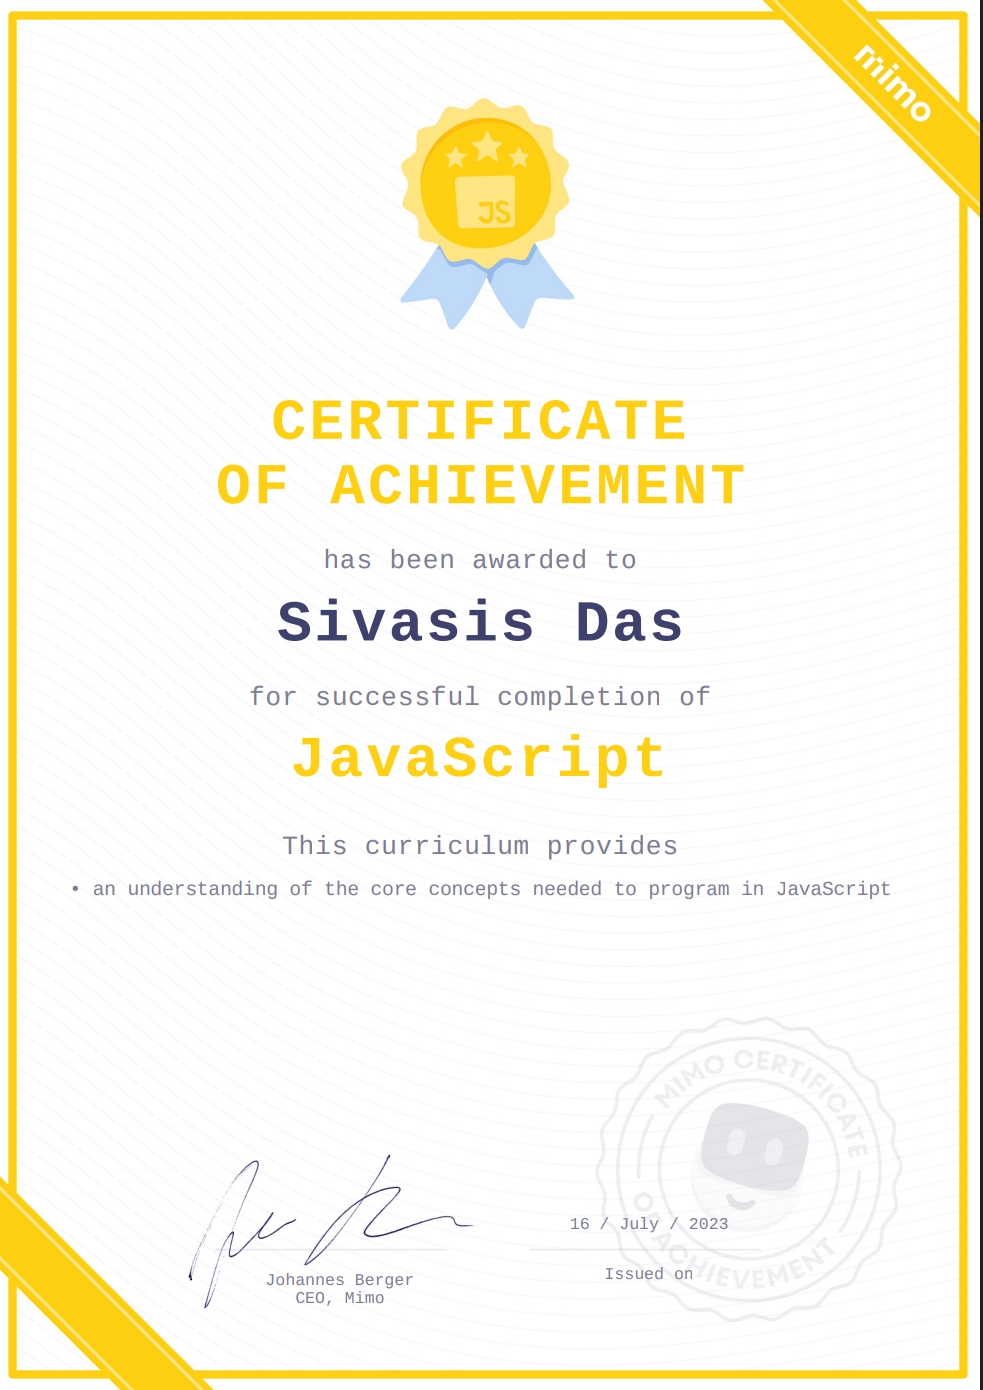 mimo
JS
CERTIFICATE
OF ACHIEVEMENT
has been awarded to
Sivasis Das
for successful completion of
JavaScript
This curriculum provides
• an understanding of the core concepts needed to program in JavaScript
MIMO CERTIFICATE
OF ACHIEVEMENT
16 / July / 2023
Issued on
Johannes Berger
CEO, Mimo